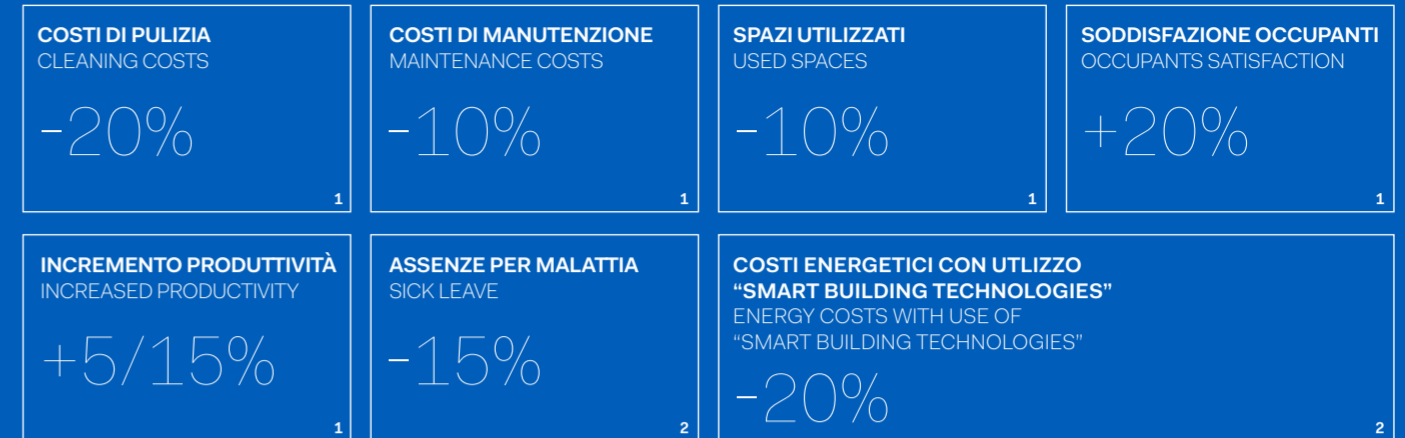 COSTI DI PULIZIA
CLEANING COSTS
-20%
1
COSTI DI MANUTENZIONE
MAINTENANCE COSTS
-10%
1
SPAZI UTILIZZATI
USED SPACES
-10%
1
SODDISFAZIONE OCCUPANTI
OCCUPANTS SATISFACTION
+20%
1
INCREMENTO PRODUTTIVITÀ
INCREASED PRODUCTIVITY
+5/15%
1
ASSENZE PER MALATTIA
SICK LEAVE
-15%
2
COSTI ENERGETICI CON UTLIZZO
“SMART BUILDING TECHNOLOGIES”
ENERGY COSTS WITH USE OF
“SMART BUILDING TECHNOLOGIES”
-20%
2